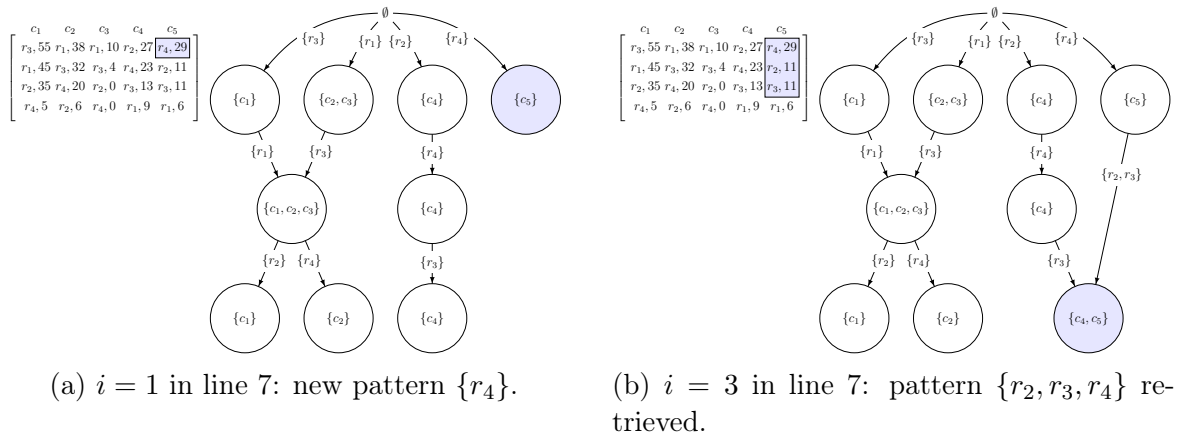 c1 c2 c3 c4 c5
r3, 55 r1, 38 r1, 10 r2, 27 r4, 29
r1, 45 r3, 32 r3, 4 r4, 23 r2, 11
r2, 35 r4, 20 r2, 0 r3, 13 r3, 11
r4, 5 r2, 6 r4, 0 r1, 9 r1, 6
∅
{r3} {r1} {r2} {r4}
{c1} {c2, c3} {c4} {c5}
{r1} {r3} {r4}
{c1, c2, c3} {c4}
{r2} {r4} {r3}
{c1} {c2} {c4}
(a) i = 1 in line 7: new pattern {r4}.
c1 c2 c3 c4 c5
r3, 55 r1, 38 r1, 10 r2, 27 r4, 29
r1, 45 r3, 32 r3, 4 r4, 23 r2, 11
r2, 35 r4, 20 r2, 0 r3, 13 r3, 11
r4, 5 r2, 6 r4, 0 r1, 9 r1, 6
∅
{r3} {r1} {r2} {r4}
{c1} {c2, c3} {c4} {c5}
{r1} {r3} {r4}
{r2, r3}
{c1, c2, c3} {c4}
{r2} {r4} {r3}
{c1} {c2} {c4, c5}
(b) i = 3 in line 7: pattern {r2, r3, r4} re-
trieved.